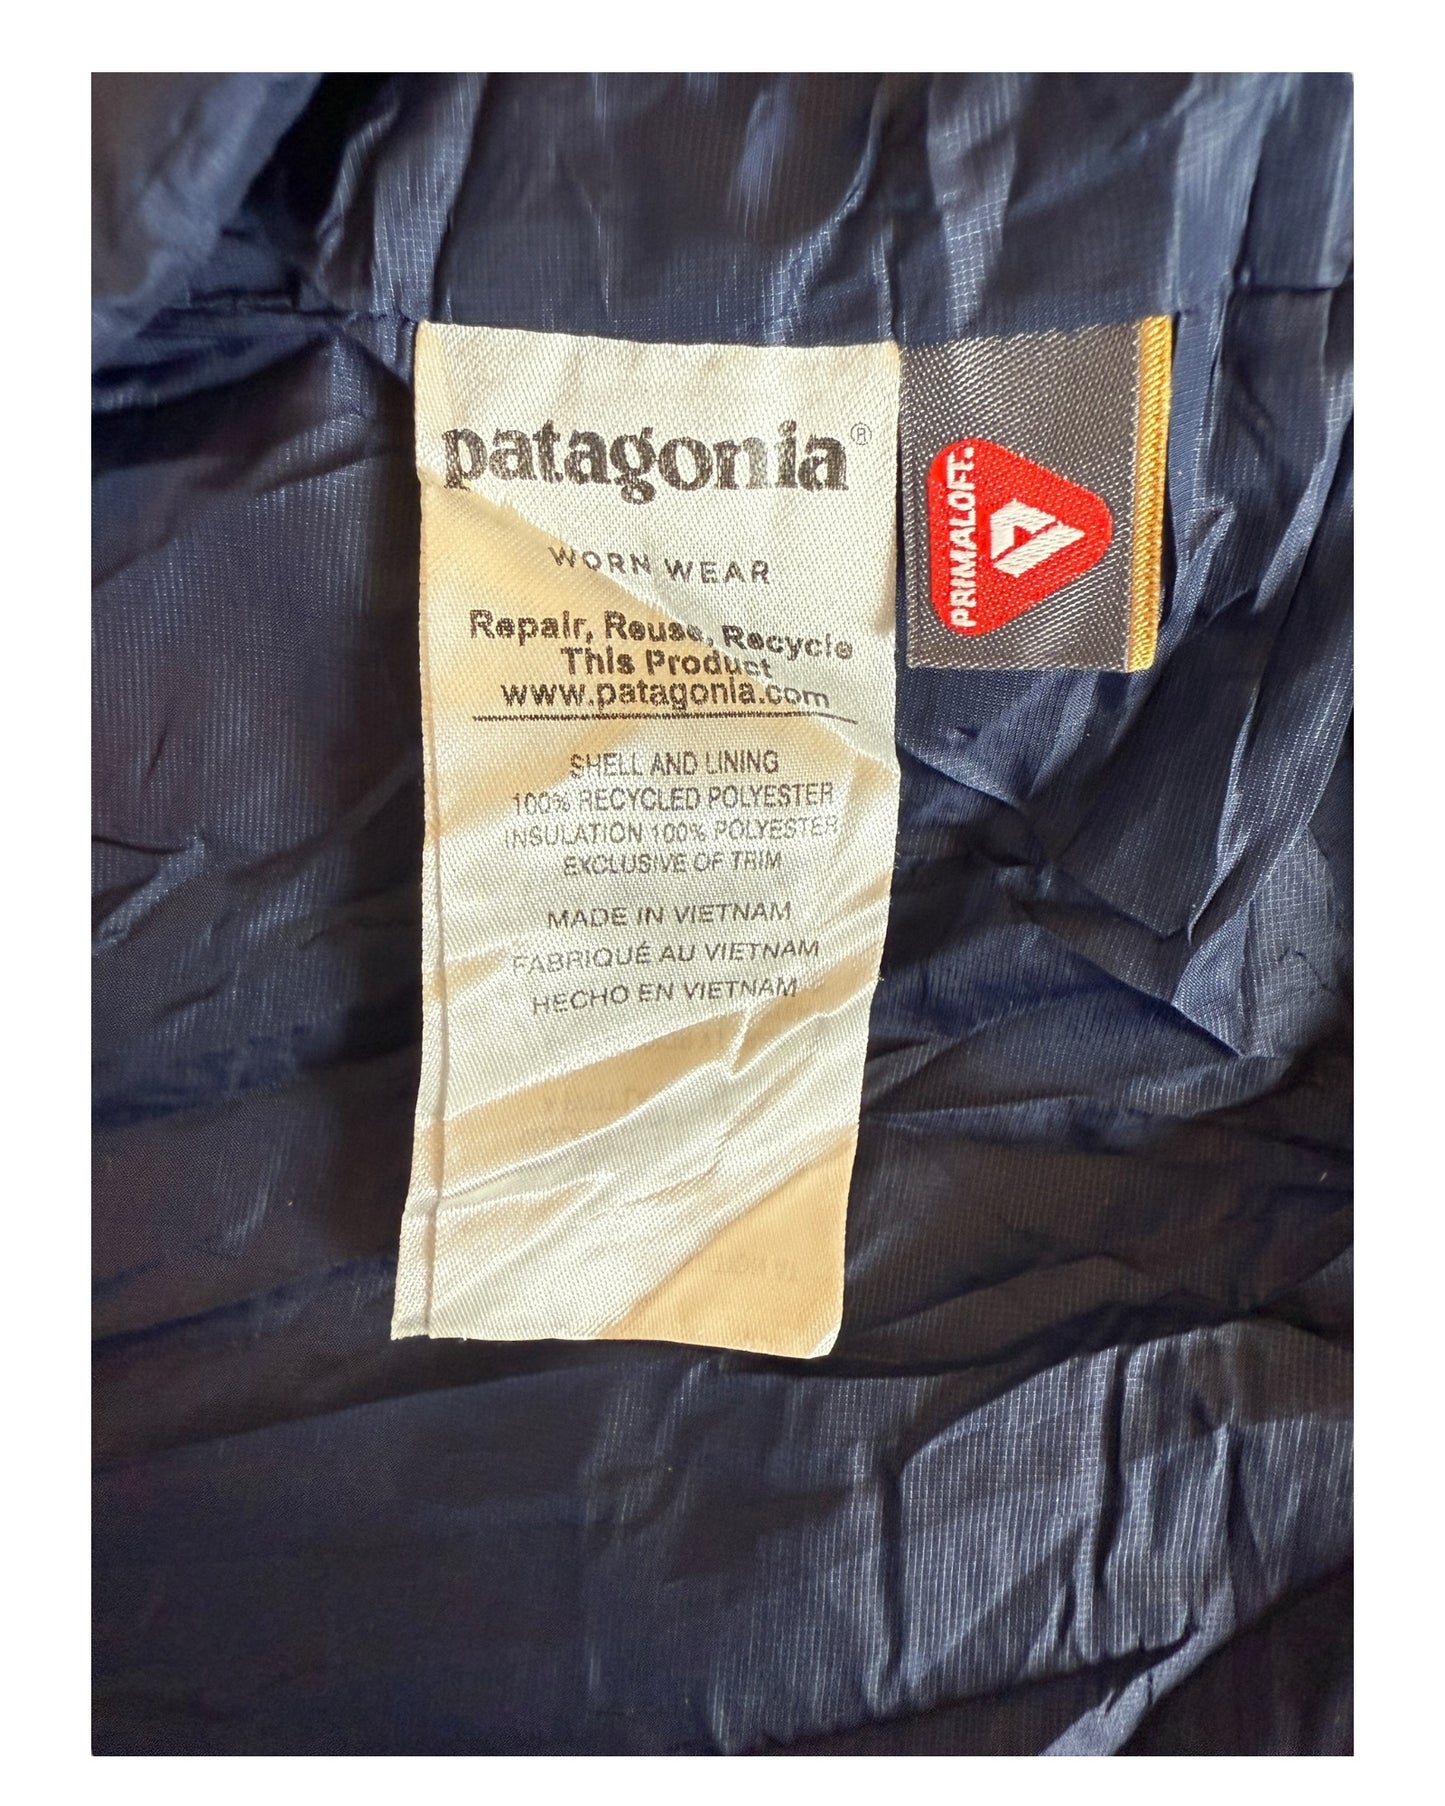 patagonia®
WORN WEAR
Repair, Reuse, Recycle
This Product
www.patagonia.com
SHELL AND LINING
100% RECYCLED POLYESTER
INSULATION 100% POLYESTER
EXCLUSIVE OF TRIM
MADE IN VIETNAM
FABRIQUÉ AU VIETNAM
HECHO EN VIETNAM
PRIMALOFT.